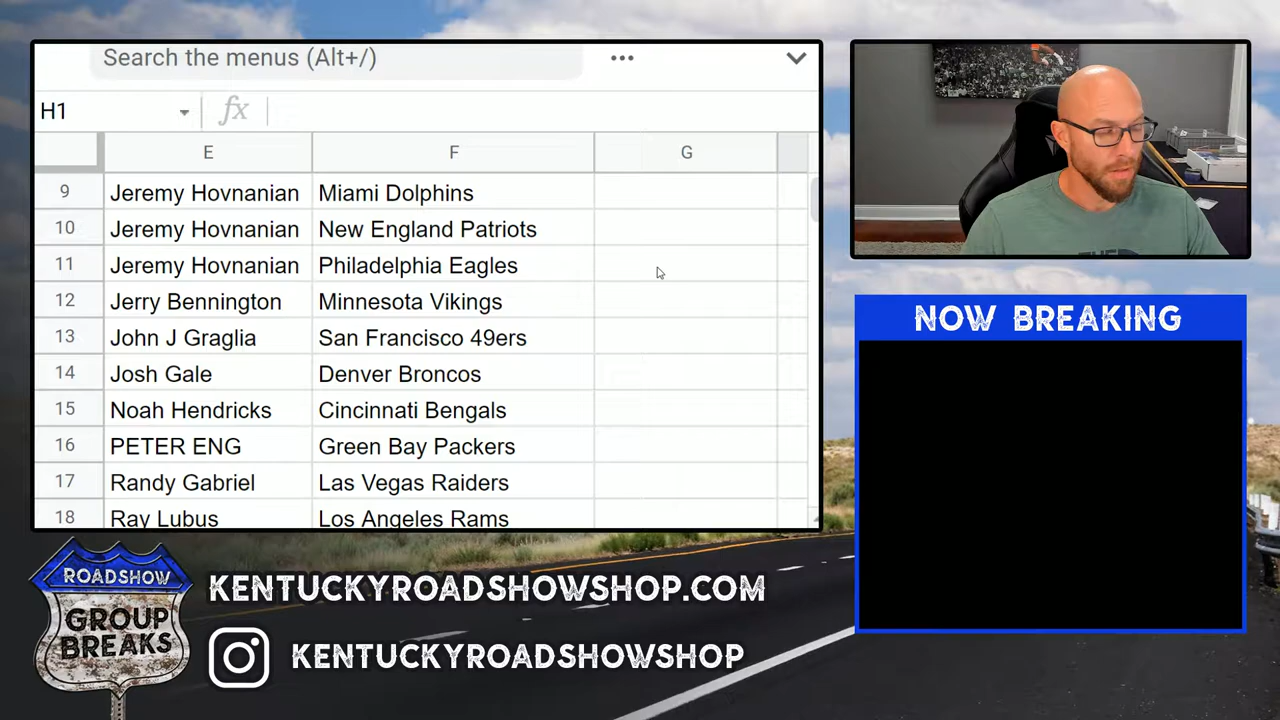 Search the menus (Alt+/)
H1
fx
E F G
9 Jeremy Hovnanian Miami Dolphins
10 Jeremy Hovnanian New England Patriots
11 Jeremy Hovnanian Philadelphia Eagles
12 Jerry Bennington Minnesota Vikings
13 John J Graglia San Francisco 49ers
14 Josh Gale Denver Broncos
15 Noah Hendricks Cincinnati Bengals
16 PETER ENG Green Bay Packers
17 Randy Gabriel Las Vegas Raiders
18 Ray Lubus Los Angeles Rams
NOW BREAKING
ROADSHOW
GROUP
BREAKS
KENTUCKYROADSHOWSHOP.COM
KENTUCKYROADSHOWSHOP